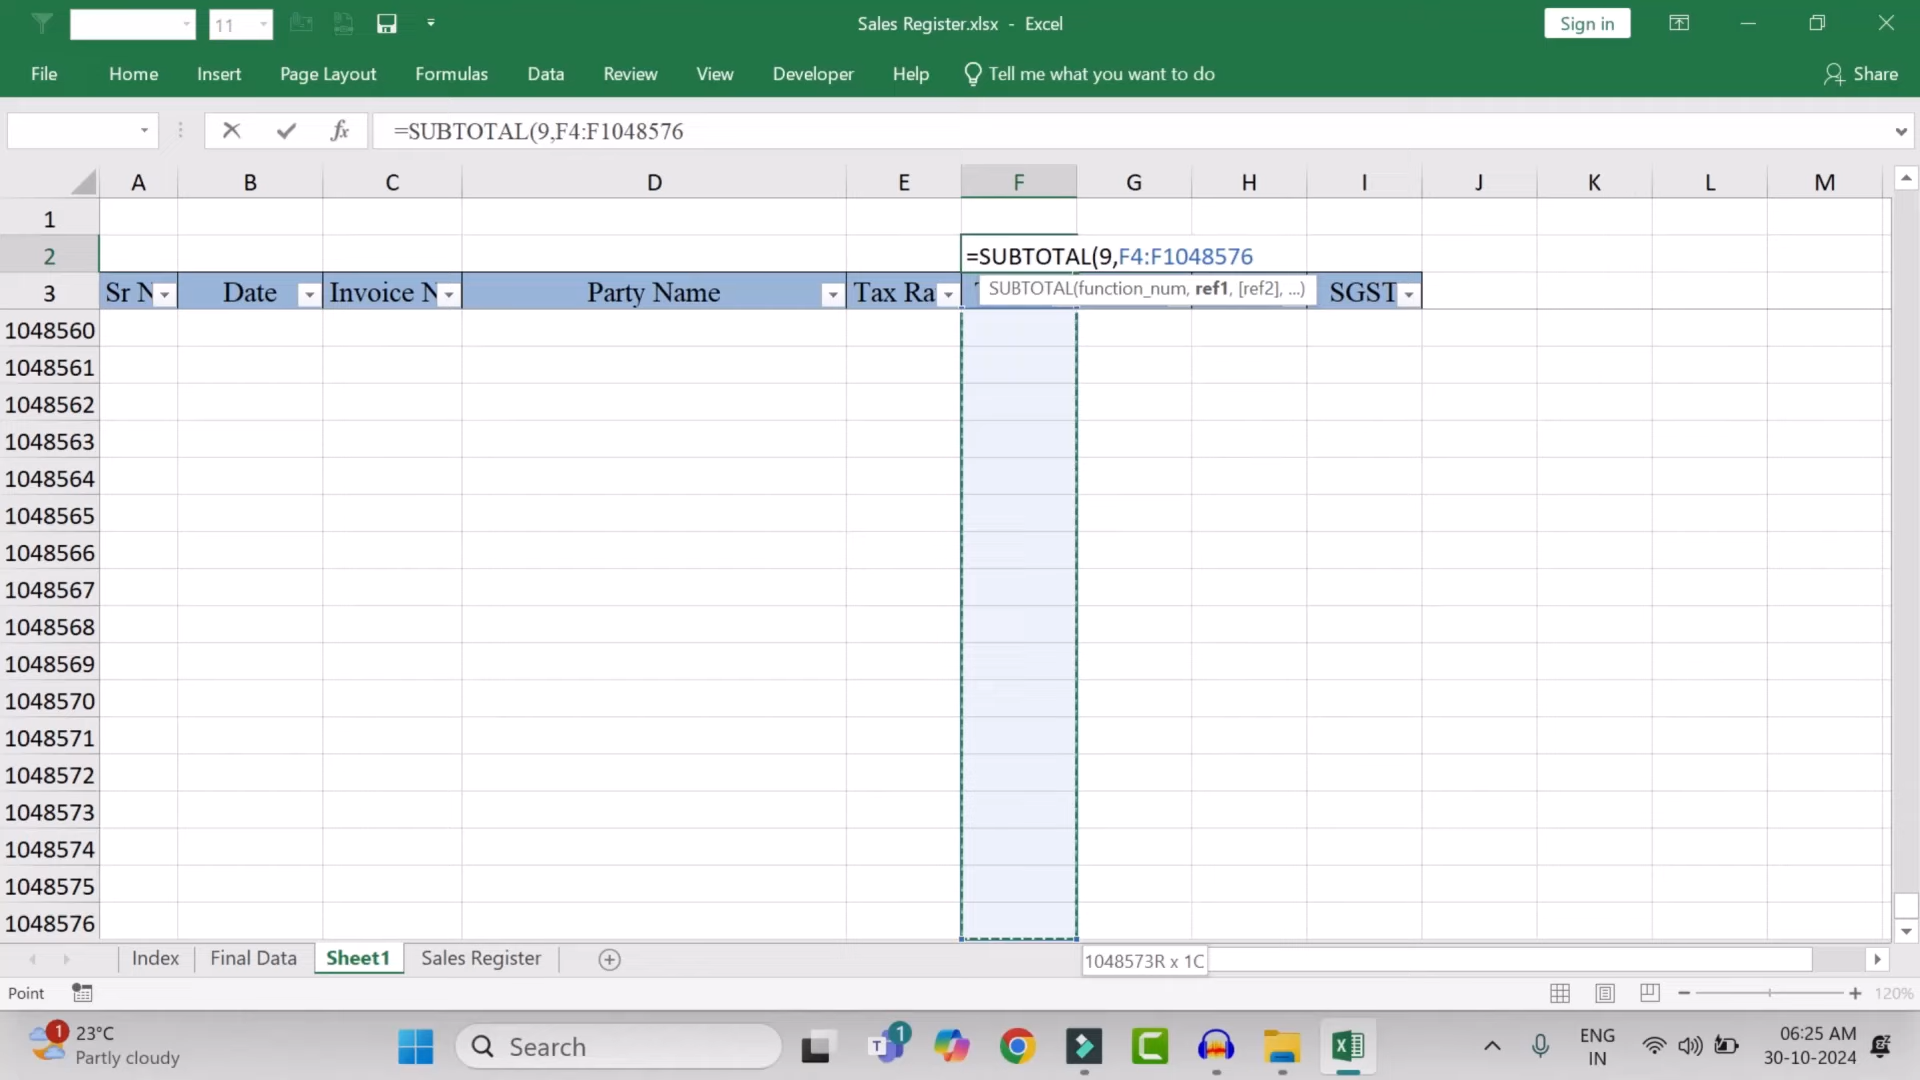 11
Sales Register.xlsx - Excel
Sign in
File Home Insert Page Layout Formulas Data Review View Developer Help Tell me what you want to do Share
fx =SUBTOTAL(9,F4:F1048576
A B C D E F G H I J K L M
1
2 =SUBTOTAL(9,F4:F1048576
3 Sr N Date Invoice N Party Name Tax Ra SGST
SUBTOTAL(function_num, ref1, [ref2], ...)
1048560
1048561
1048562
1048563
1048564
1048565
1048566
1048567
1048568
1048569
1048570
1048571
1048572
1048573
1048574
1048575
1048576
Index Final Data Sheet1 Sales Register
1048573R x 1C
Point 120%
1 23°C
Partly cloudy
Search
1
ENG
IN
06:25 AM
30-10-2024